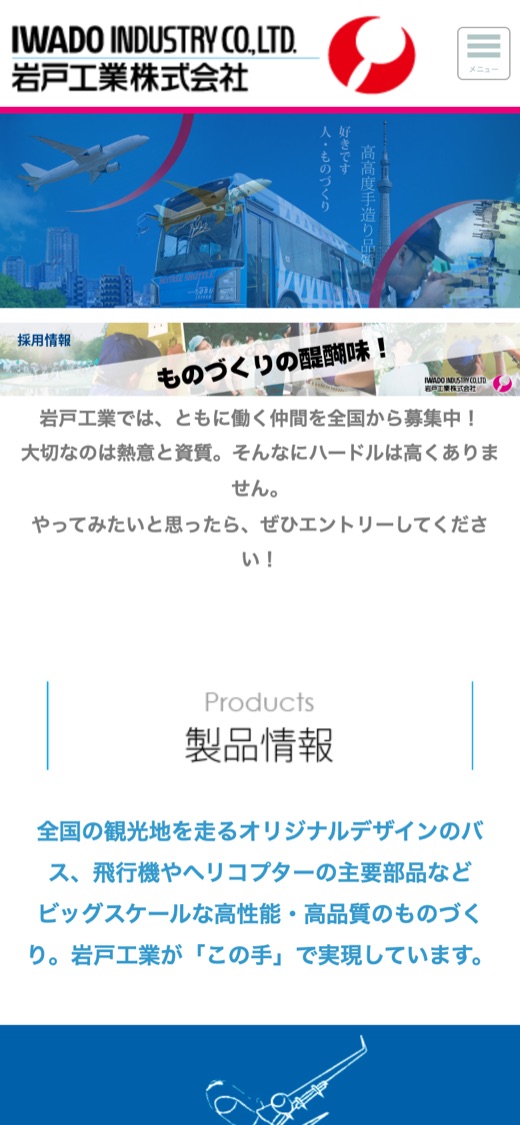 IWADO INDUSTRY CO.,LTD.
岩戸工業株式会社
メニュー
好きです
人・ものづくり
高高度手造り品質
採用情報
ものづくりの醍醐味！
IWADO INDUSTRY CO.,LTD.
岩戸工業株式会社
岩戸工業では、ともに働く仲間を全国から募集中！
大切なのは熱意と資質。そんなにハードルは高くありま
せん。
やってみたいと思ったら、ぜひエントリーしてくださ
い！
Products
製品情報
全国の観光地を走るオリジナルデザインのバ
ス、飛行機やヘリコプターの主要部品など
ビッグスケールな高性能・高品質のものづく
り。岩戸工業が「この手」で実現しています。